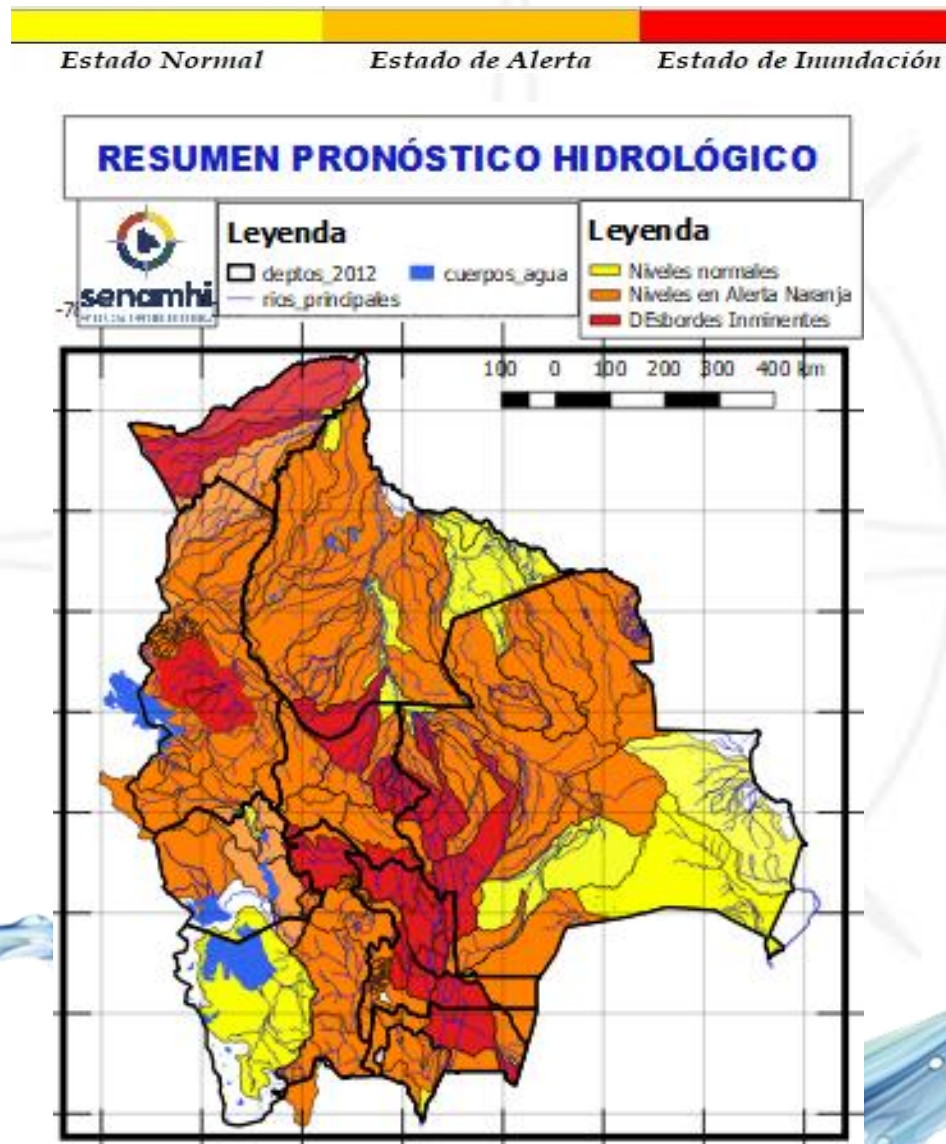 Estado Normal Estado de Alerta Estado de Inundación
RESUMEN PRONÓSTICO HIDROLÓGICO
senamhi
Leyenda
deptos_2012 cuerpos_agua
rios_principales
Leyenda
Niveles normales
Niveles en Alerta Naranja
DEsbordes Inminentes
100 0 100 200 300 400 km